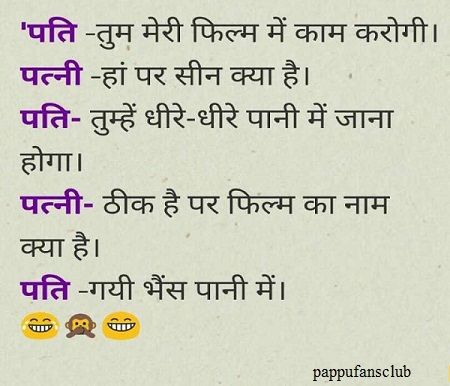 'पति -तुम मेरी फिल्म में काम करोगी।
पत्नी -हां पर सीन क्या है।
पति- तुम्हें धीरे-धीरे पानी में जाना
होगा।
पत्नी- ठीक है पर फिल्म का नाम
क्या है।
पति -गयी भैंस पानी में।
😂🙊😂
pappufansclub